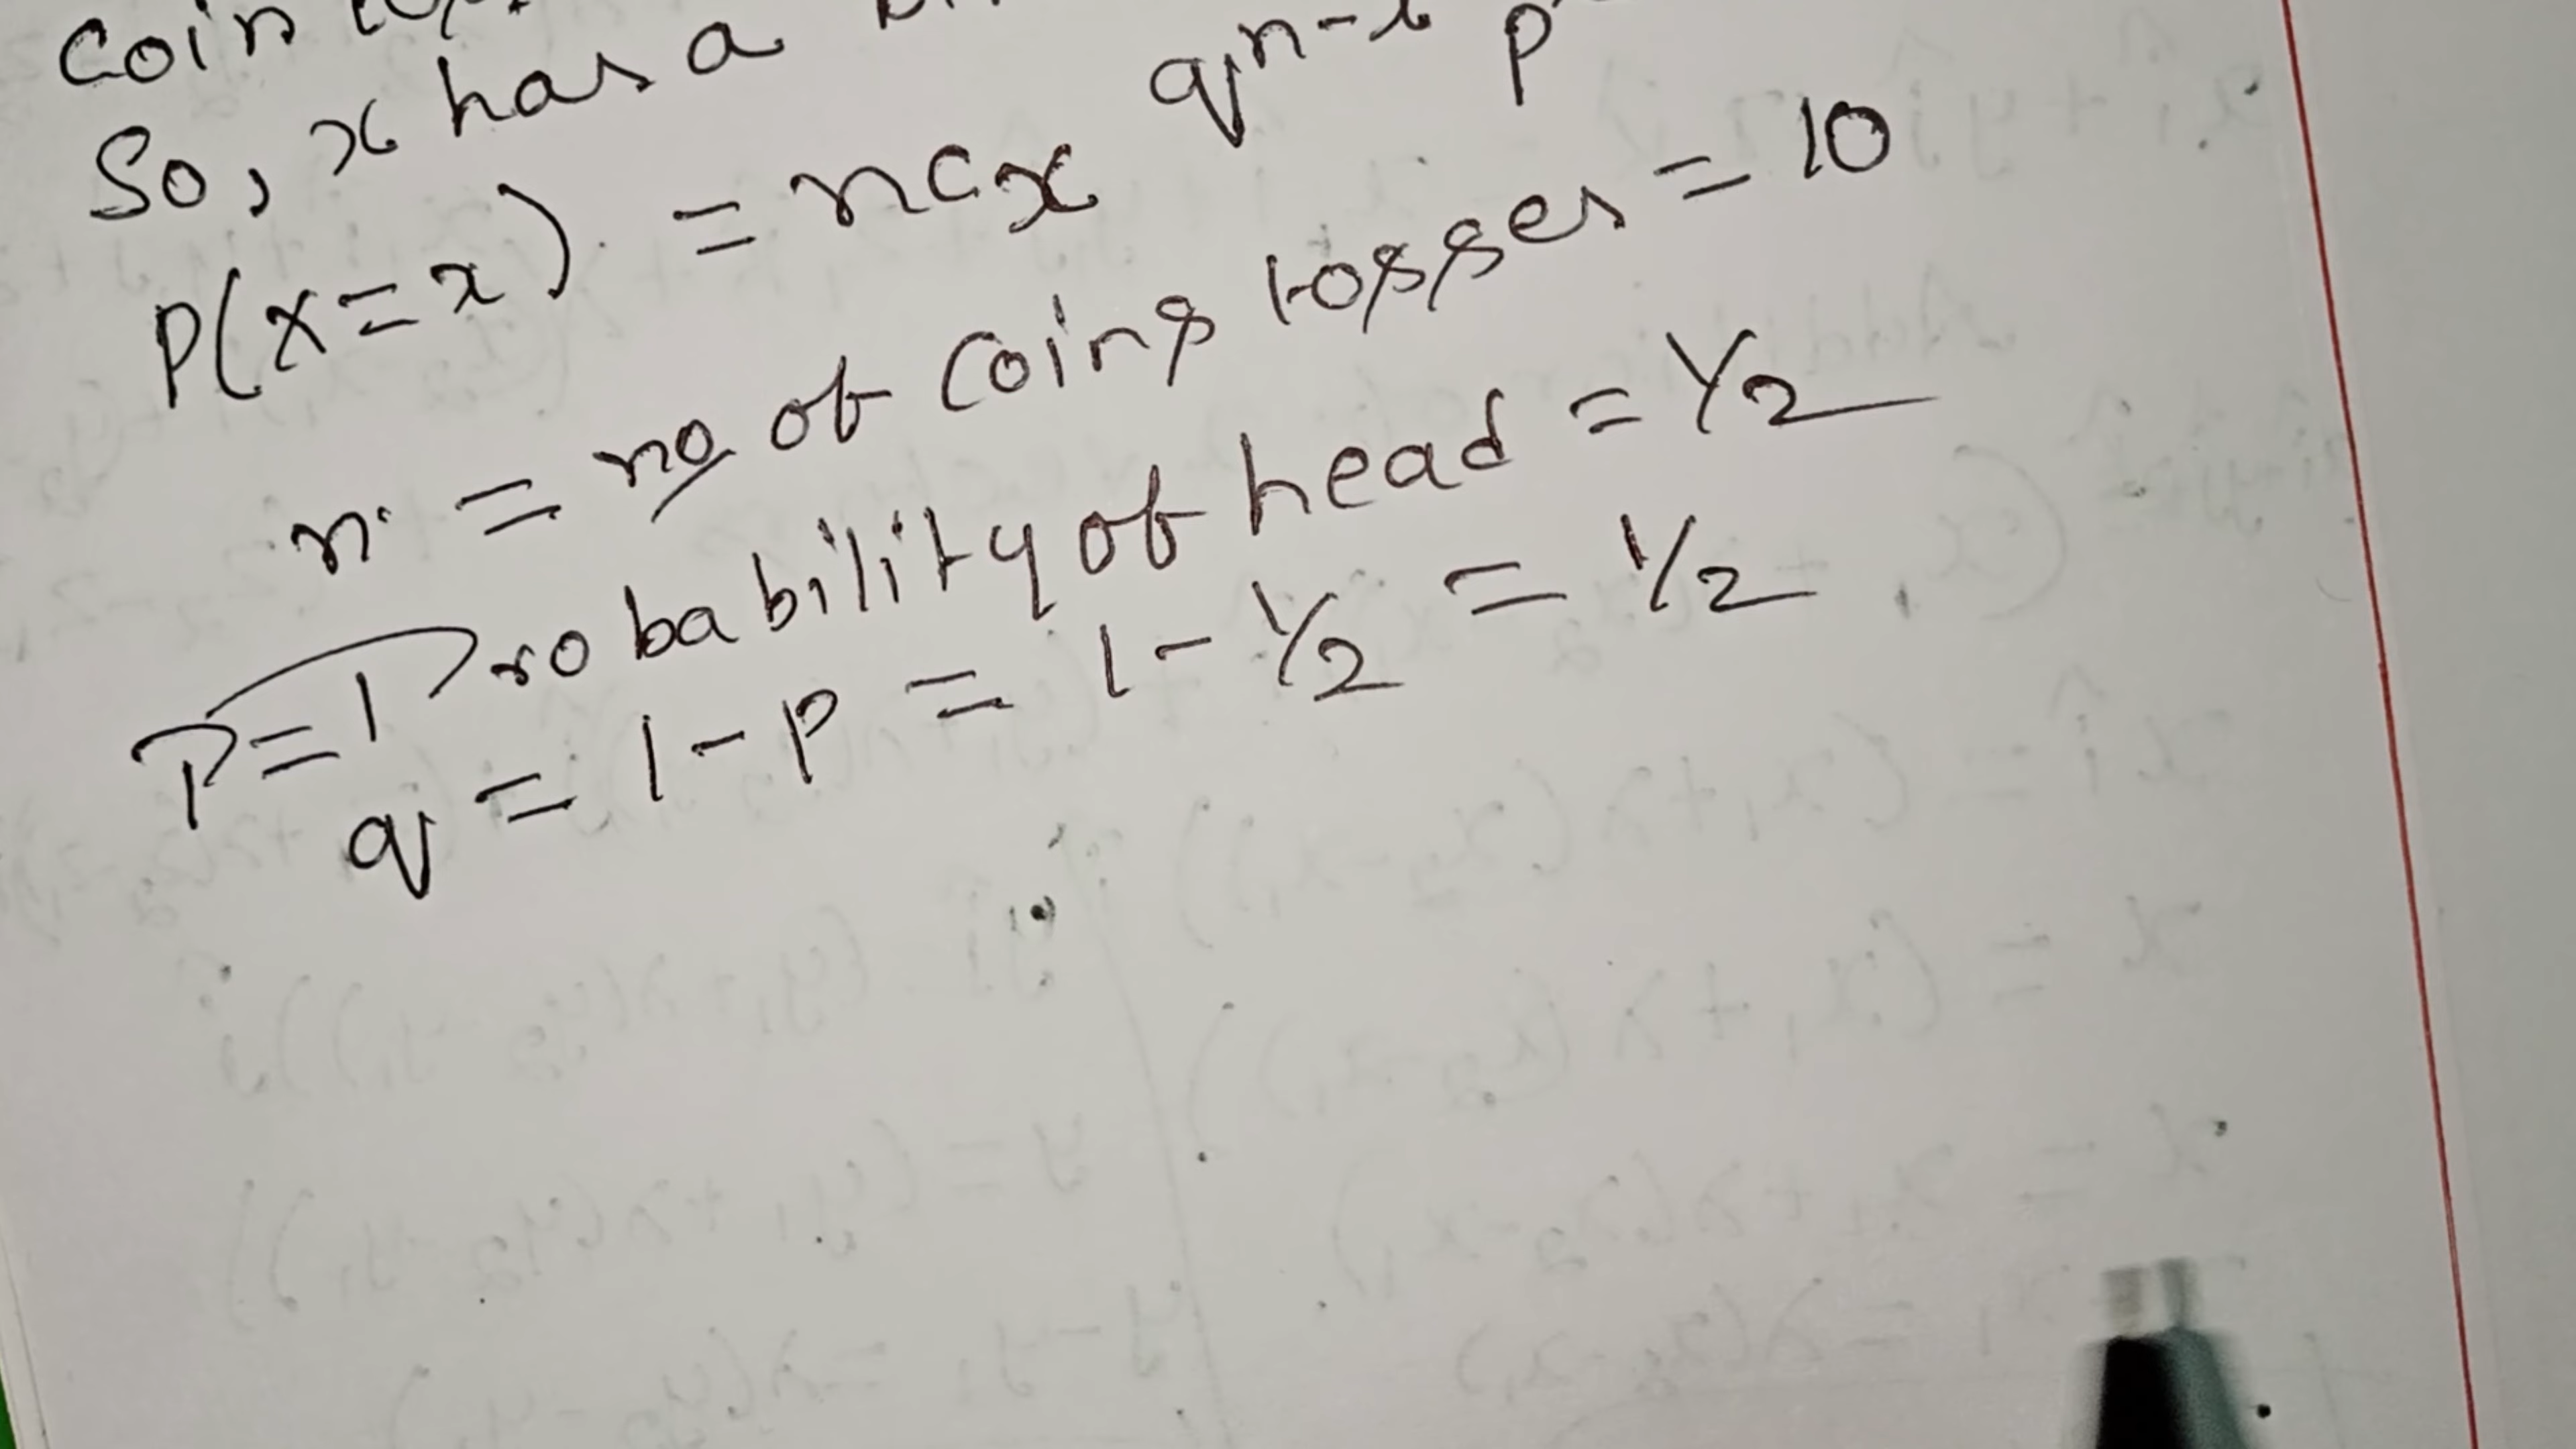 coin
So, x has a
P(X=x) = ncx q^n-x p
n = no of coins tosses = 10
P = Probability of head = 1/2
q = 1-p = 1-1/2 = 1/2